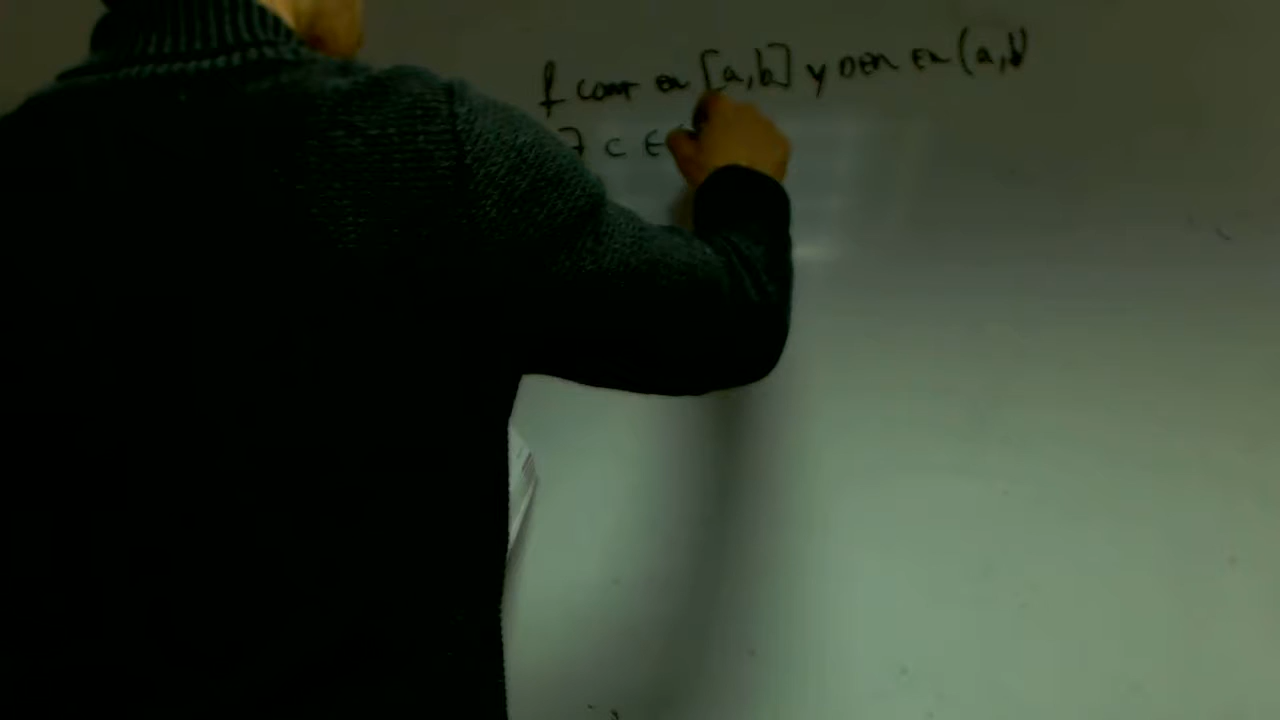 f cont en [a,b] y der en (a,b)
∃ c ∈